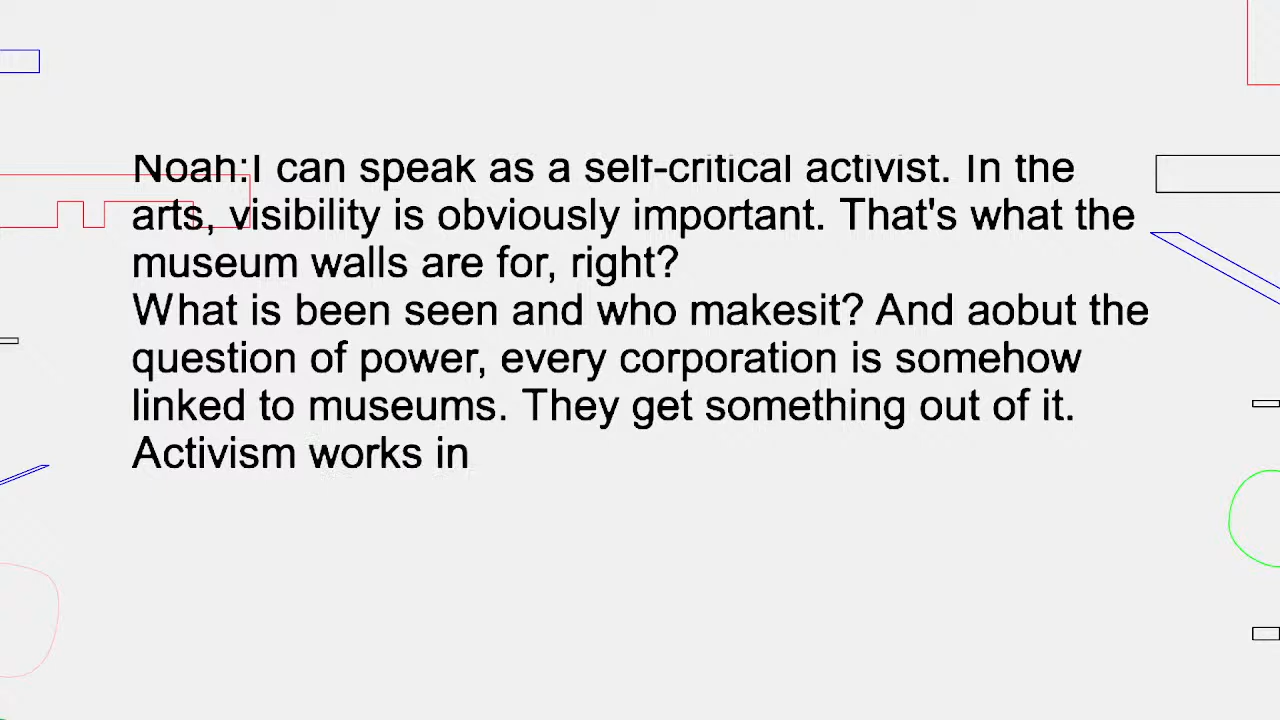 Noah:I can speak as a self-critical activist. In the
arts, visibility is obviously important. That's what the
museum walls are for, right?
What is been seen and who makesit? And aobut the
question of power, every corporation is somehow
linked to museums. They get something out of it.
Activism works in